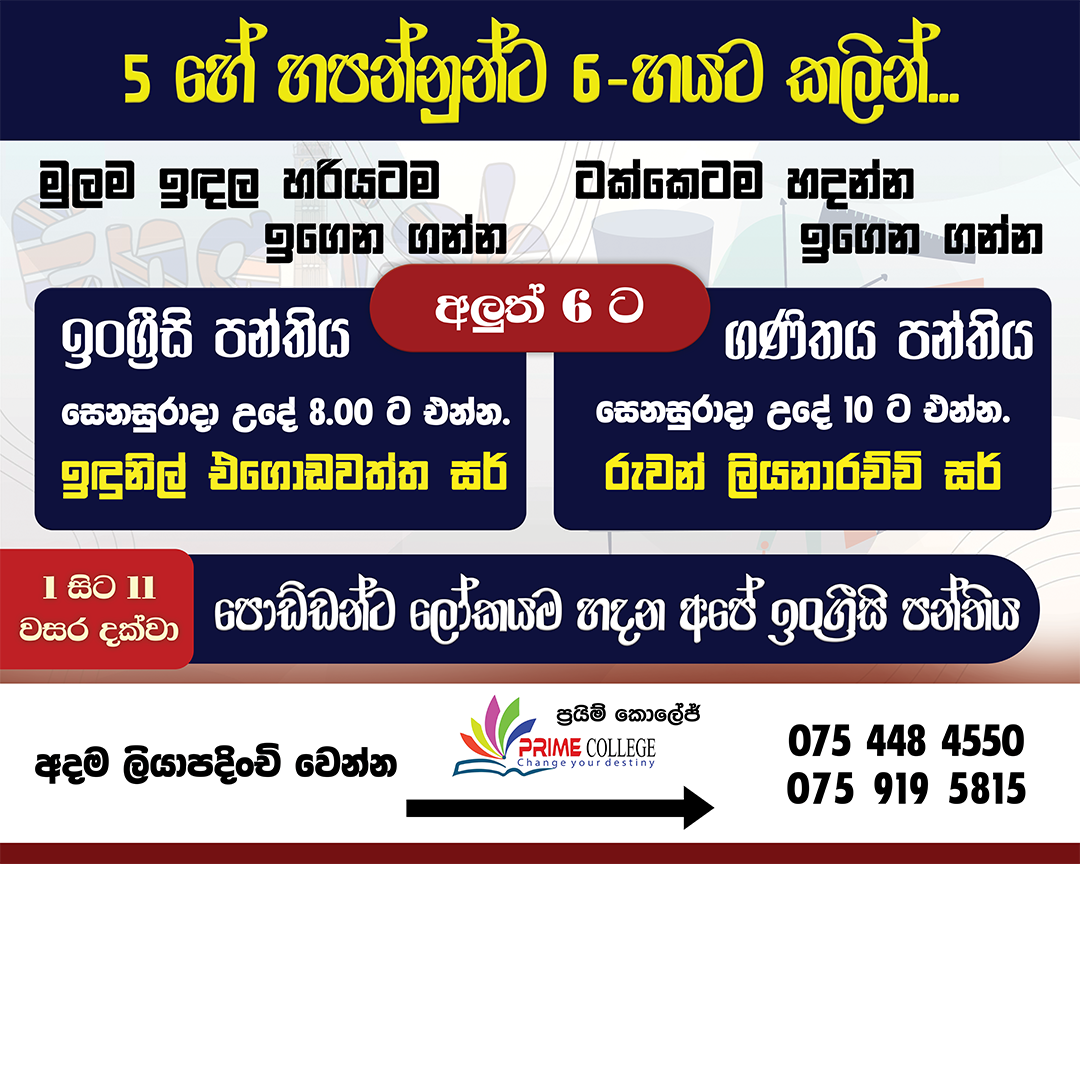 5 හේ හපන්නුන්ට 6-හයට කලින්...
මුලම ඉඳල හරියටම
ඉගෙන ගන්න
ටක්කෙටම හදන්න
ඉගෙන ගන්න
අලුත් 6 ට
ඉංග්‍රීසි පන්තිය
සෙනසුරාදා උදේ 8.00 ට එන්න.
ඉඳුනිල් එගොඩවත්ත සර්
ගණිතය පන්තිය
සෙනසුරාදා උදේ 10 ට එන්න.
රුවන් ලියනාරච්චි සර්
1 සිට 11
වසර දක්වා
පොඩ්ඩන්ට ලෝකයම හැදන අපේ ඉංග්‍රීසි පන්තිය
අදම ලියාපදිංචි වෙන්න
ප්‍රයිම් කොලේජ්
PRIME COLLEGE
Change your destiny
075 448 4550
075 919 5815